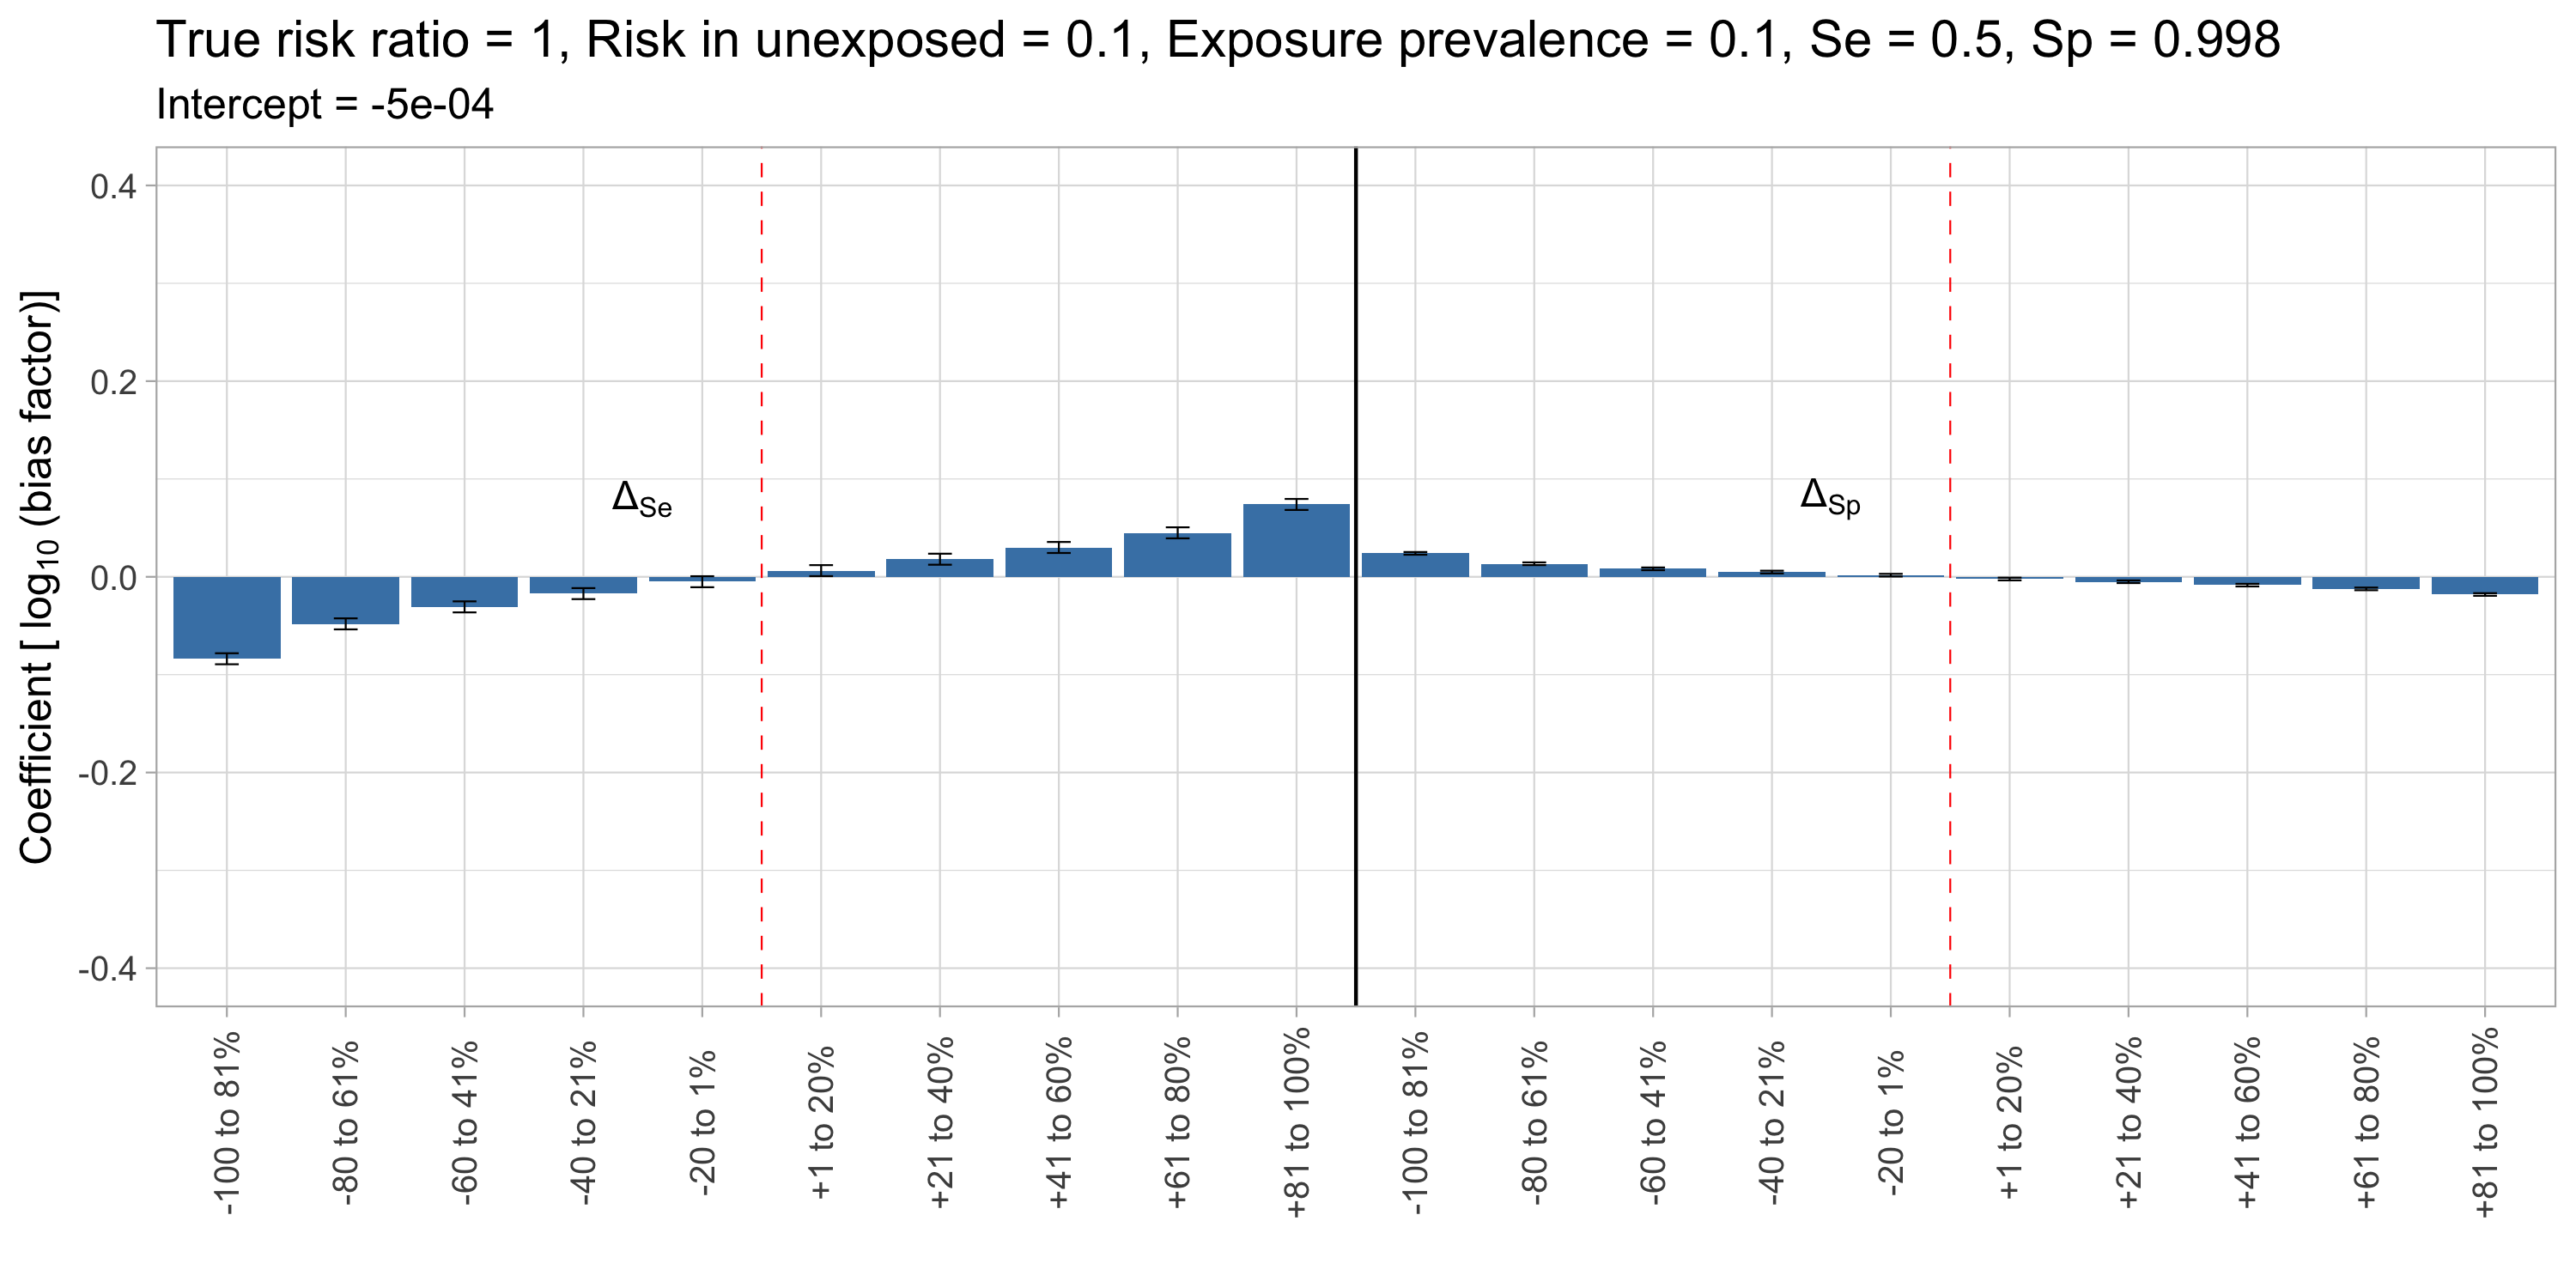 True risk ratio = 1, Risk in unexposed = 0.1, Exposure prevalence = 0.1, Se = 0.5, Sp = 0.998
Intercept = -5e-04
Coefficient [ log10 (bias factor)]
0.4
0.2
0.0
-0.2
-0.4
ΔSe
ΔSp
-100 to 81%
-80 to 61%
-60 to 41%
-40 to 21%
-20 to 1%
+1 to 20%
+21 to 40%
+41 to 60%
+61 to 80%
+81 to 100%
-100 to 81%
-80 to 61%
-60 to 41%
-40 to 21%
-20 to 1%
+1 to 20%
+21 to 40%
+41 to 60%
+61 to 80%
+81 to 100%